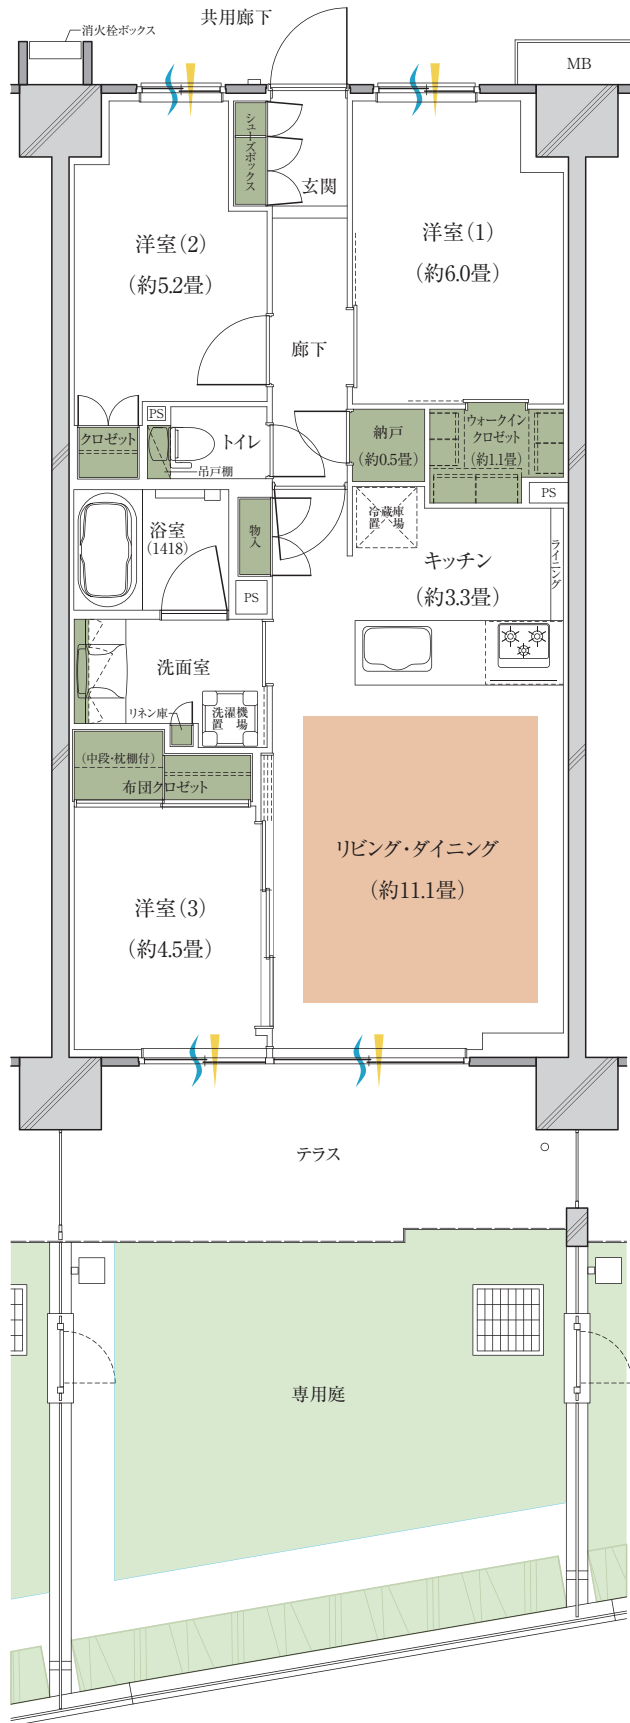 共用廊下
消火栓ボックス
MB
シューズボックス
玄関
洋室(2)
(約5.2畳)
洋室(1)
(約6.0畳)
廊下
PS
クロゼット
トイレ
吊戸棚
納戸
(約0.5畳)
ウォークイン
クロゼット
(約1.1畳)
PS
浴室
(1418)
物入
PS
冷蔵庫
置場
キッチン
(約3.3畳)
ライニング
洗面室
リネン庫
洗濯機
置場
(中段・枕棚付)
布団クロゼット
リビング・ダイニング
(約11.1畳)
洋室(3)
(約4.5畳)
テラス
専用庭